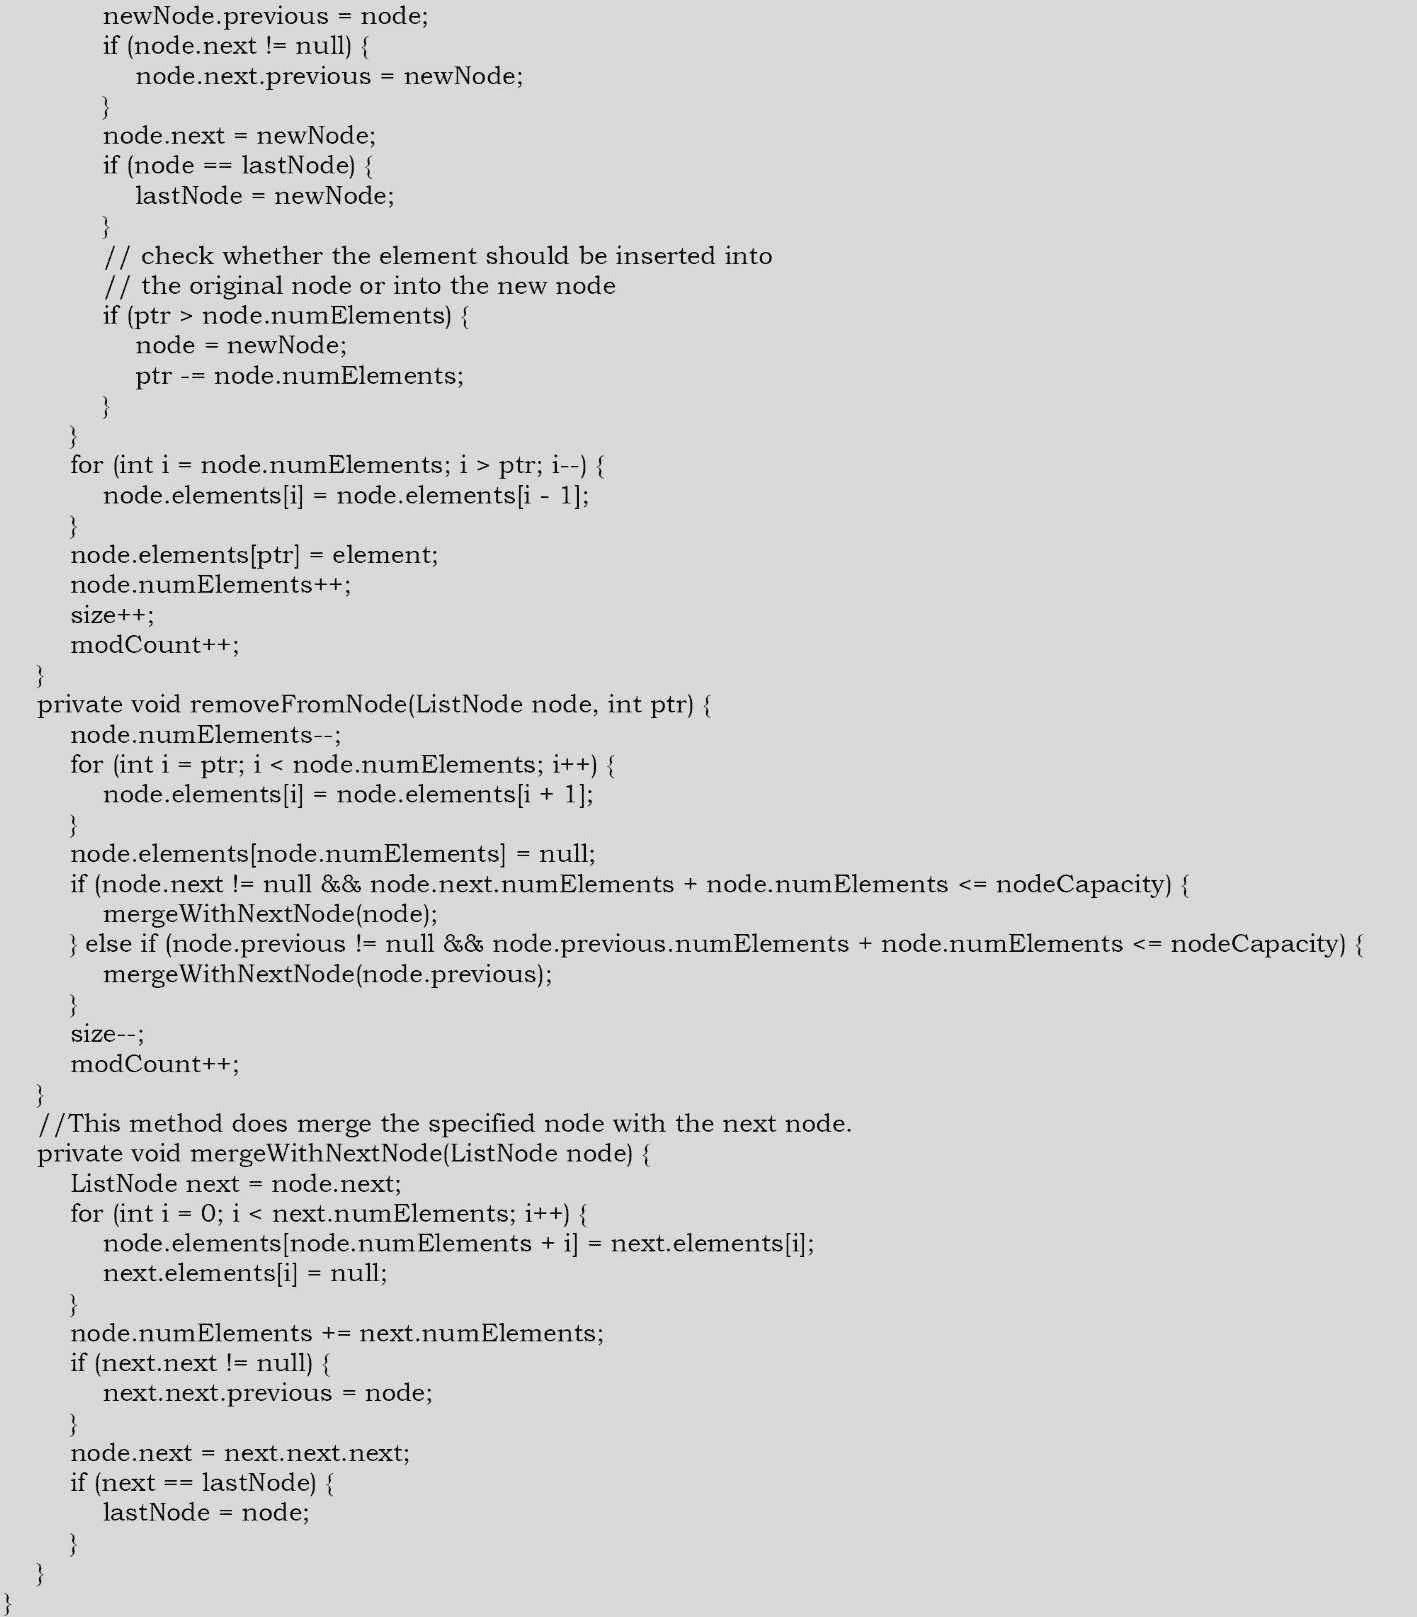 newNode.previous = node;
if (node.next != null) {
node.next.previous = newNode;
}
node.next = newNode;
if (node == lastNode) {
lastNode = newNode;
}
// check whether the element should be inserted into
// the original node or into the new node
if (ptr > node.numElements) {
node = newNode;
ptr -= node.numElements;
}
}
for (int i = node.numElements; i > ptr; i--) {
node.elements[i] = node.elements[i - 1];
}
node.elements[ptr] = element;
node.numElements++;
size++;
modCount++;
}
private void removeFromNode(ListNode node, int ptr) {
node.numElements--;
for (int i = ptr; i < node.numElements; i++) {
node.elements[i] = node.elements[i + 1];
}
node.elements[node.numElements] = null;
if (node.next != null && node.next.numElements + node.numElements <= nodeCapacity) {
mergeWithNextNode(node);
} else if (node.previous != null && node.previous.numElements + node.numElements <= nodeCapacity) {
mergeWithNextNode(node.previous);
}
size--;
modCount++;
}
//This method does merge the specified node with the next node.
private void mergeWithNextNode(ListNode node) {
ListNode next = node.next;
for (int i = 0; i < next.numElements; i++) {
node.elements[node.numElements + i] = next.elements[i];
next.elements[i] = null;
}
node.numElements += next.numElements;
if (next.next != null) {
next.next.previous = node;
}
node.next = next.next.next;
if (next == lastNode) {
lastNode = node;
}
}
}